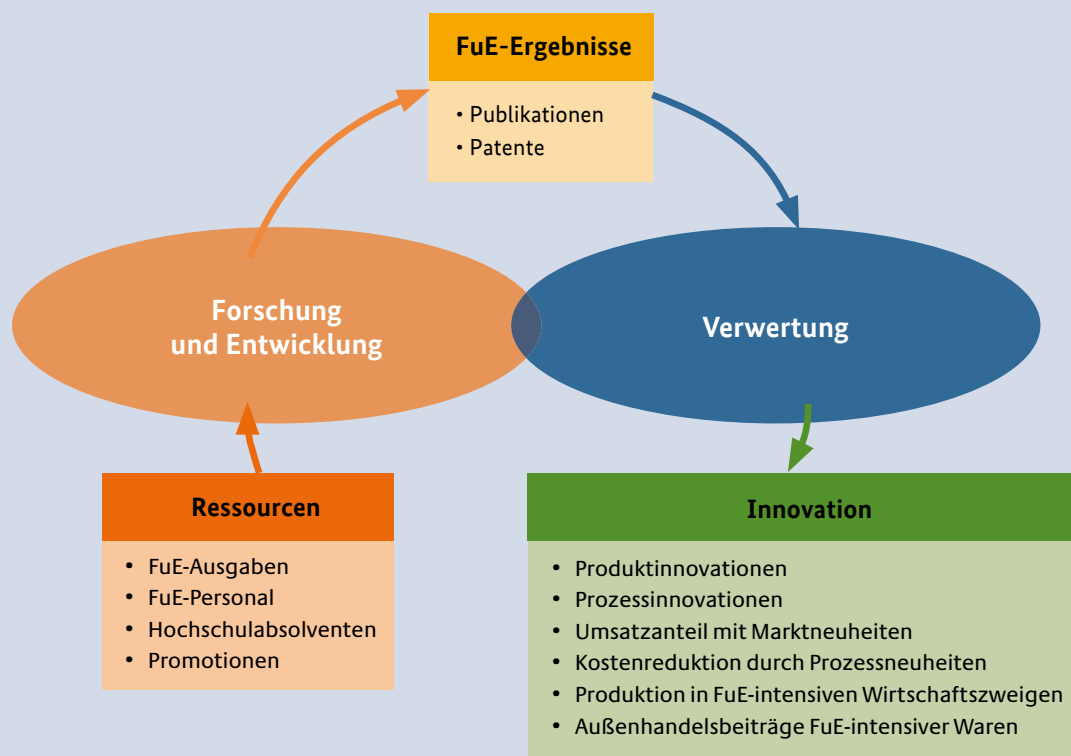 FuE-Ergebnisse
• Publikationen
• Patente
Forschung
und Entwicklung
Verwertung
Ressourcen
• FuE-Ausgaben
• FuE-Personal
• Hochschulabsolventen
• Promotionen
Innovation
• Produktinnovationen
• Prozessinnovationen
• Umsatzanteil mit Marktneuheiten
• Kostenreduktion durch Prozessneuheiten
• Produktion in FuE-intensiven Wirtschaftszweigen
• Außenhandelsbeiträge FuE-intensiver Waren